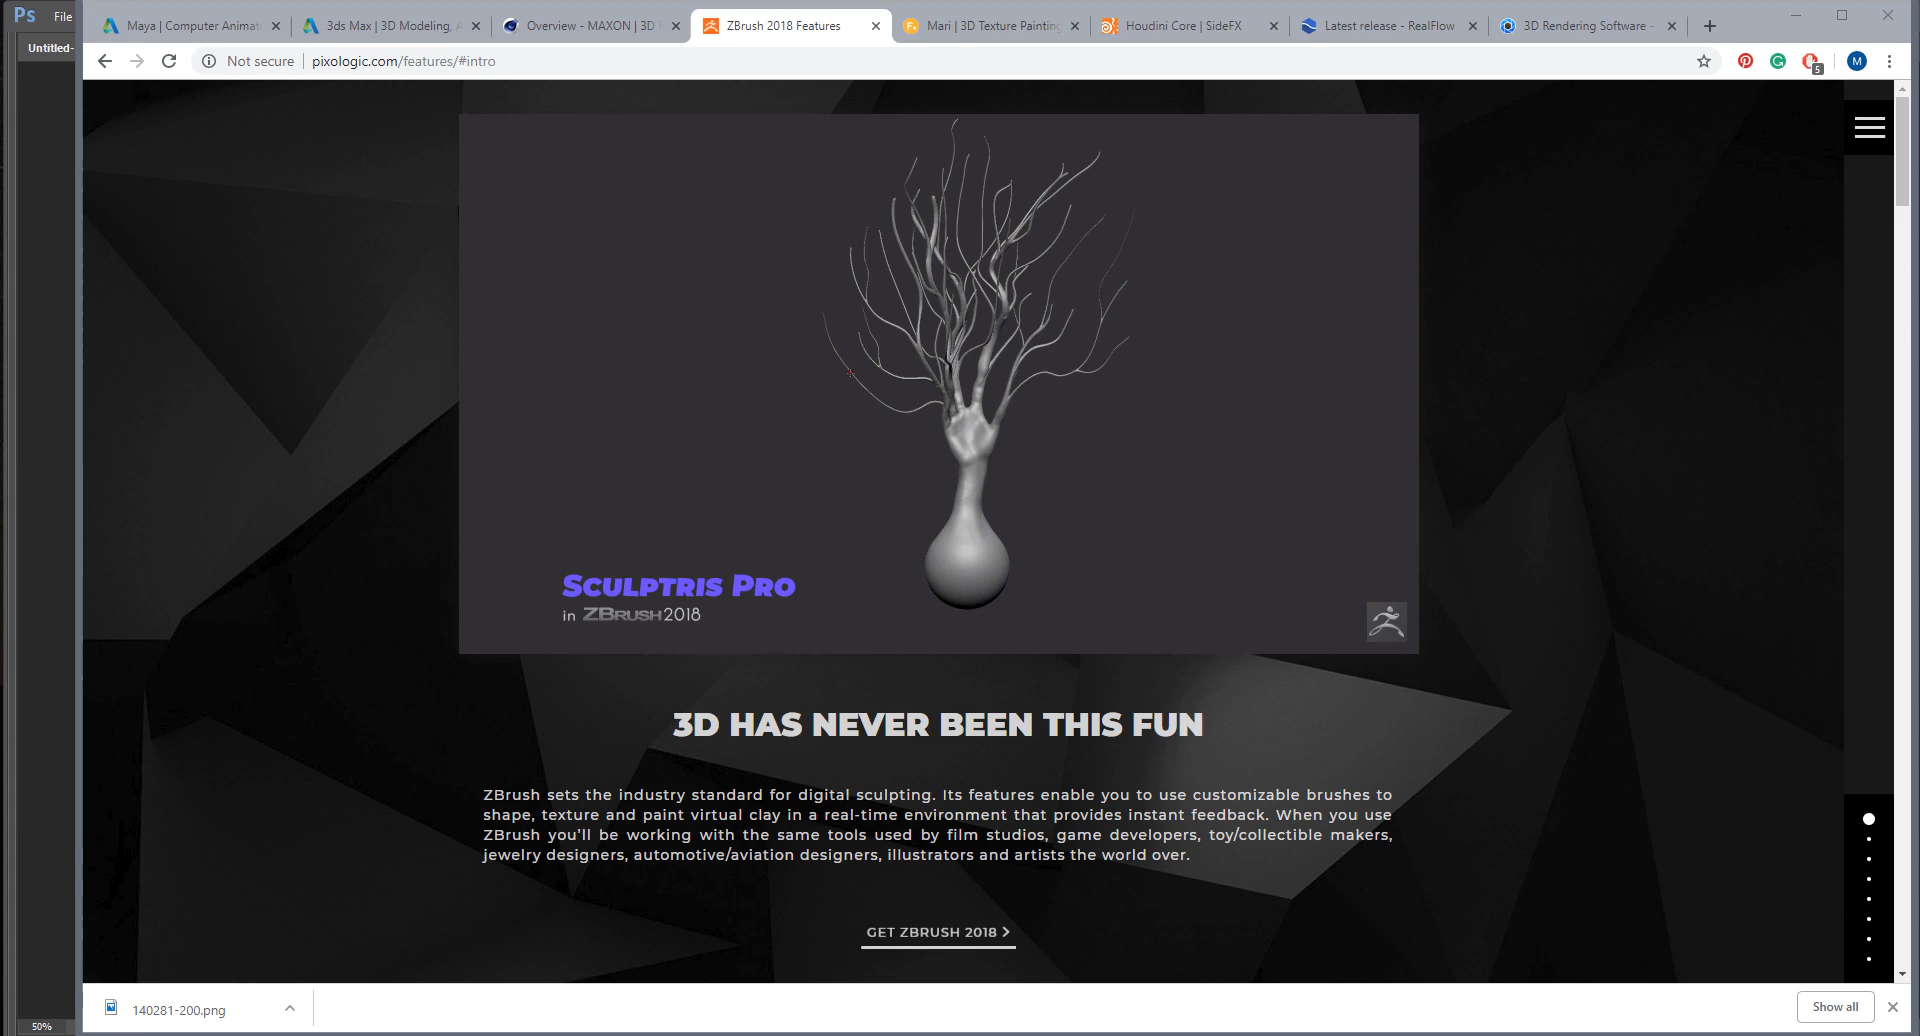 Ps File
Untitled-
Maya | Computer Animat
3ds Max | 3D Modeling, A
Overview - MAXON | 3D F
ZBrush 2018 Features
Mari | 3D Texture Painting
Houdini Core | SideFX
Latest release - RealFlow
3D Rendering Software -
Not secure pixologic.com/features/#intro
5
M
SCULPTRIS PRO
in ZBRUSH 2018
3D HAS NEVER BEEN THIS FUN
ZBrush sets the industry standard for digital sculpting. Its features enable you to use customizable brushes to
shape, texture and paint virtual clay in a real-time environment that provides instant feedback. When you use
ZBrush you'll be working with the same tools used by film studios, game developers, toy/collectible makers,
jewelry designers, automotive/aviation designers, illustrators and artists the world over.
GET ZBRUSH 2018 >
140281-200.png
Show all
50%